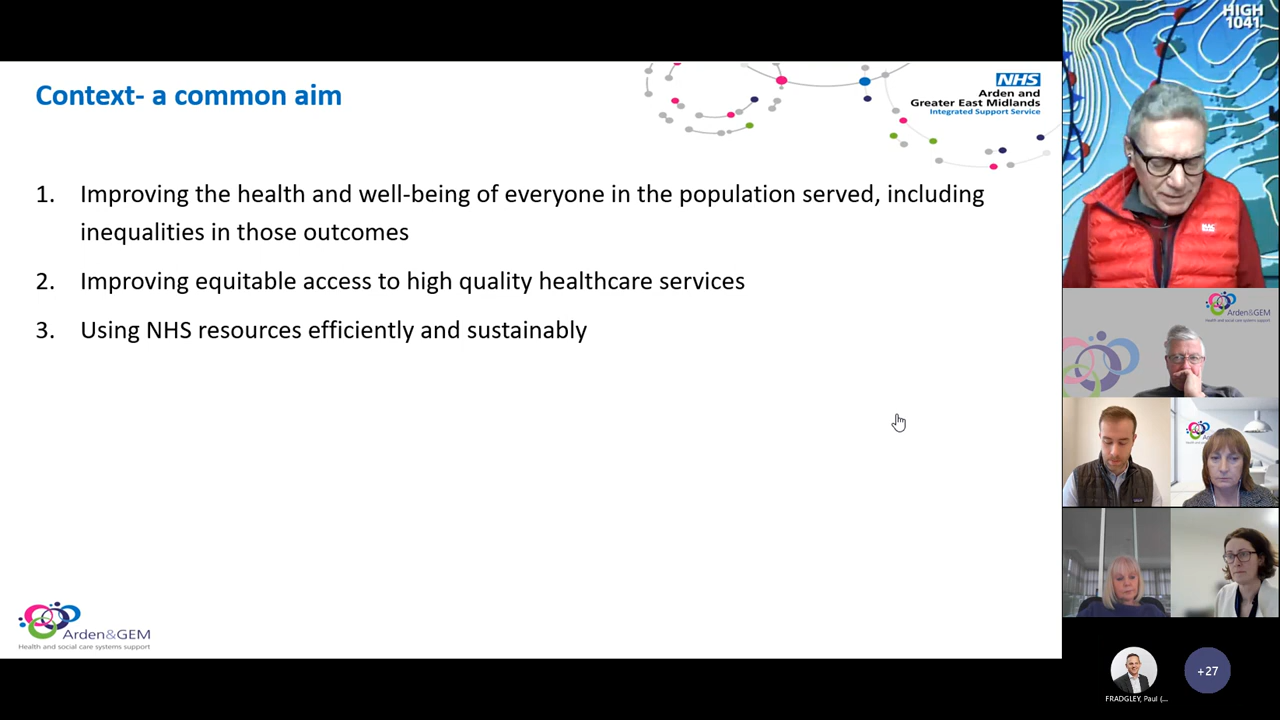 Context- a common aim
NHS
Arden and
Greater East Midlands
Integrated Support Service
1. Improving the health and well-being of everyone in the population served, including
inequalities in those outcomes
2. Improving equitable access to high quality healthcare services
3. Using NHS resources efficiently and sustainably
Arden&GEM
Health and social care systems support
HIGH
1041
Arden&GEM
Health and social care systems support
+27
FRADGLEY, Paul (...